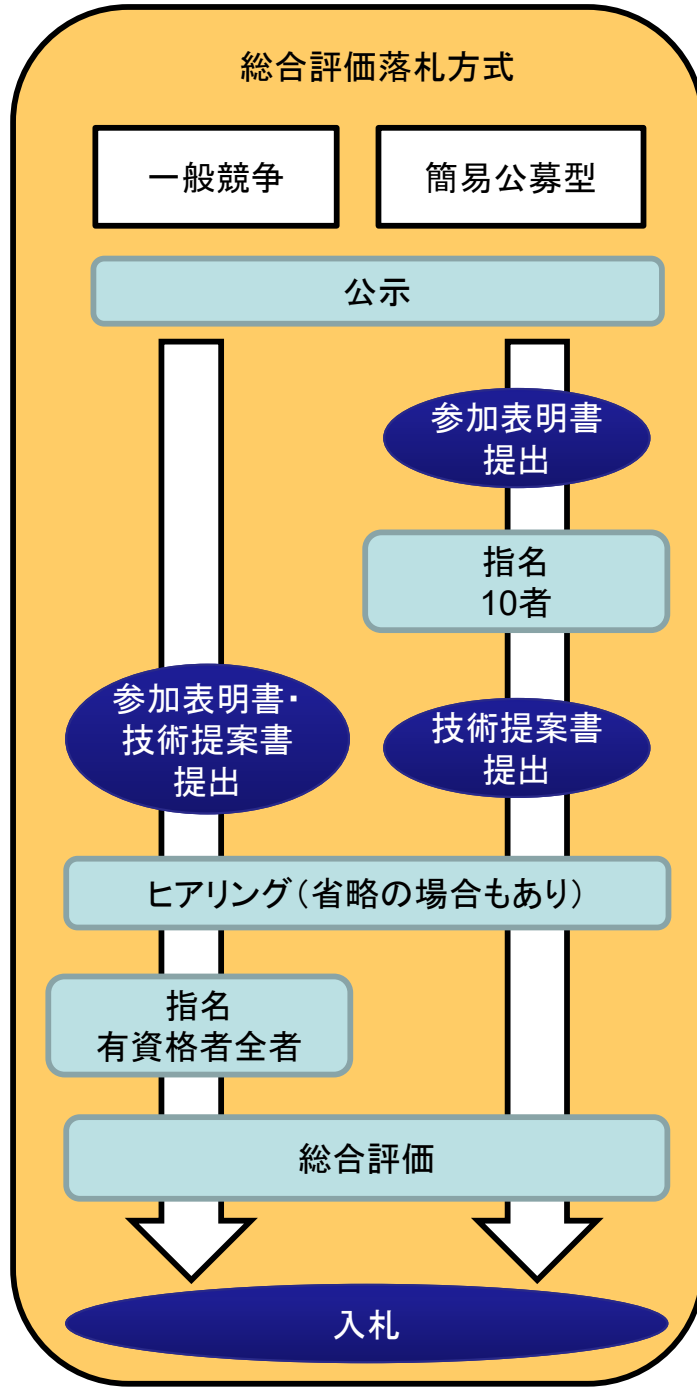 総合評価落札方式
一般競争
簡易公募型
公示
参加表明書
提出
指名
10者
参加表明書・
技術提案書
提出
技術提案書
提出
ヒアリング（省略の場合もあり）
指名
有資格者全者
総合評価
入札